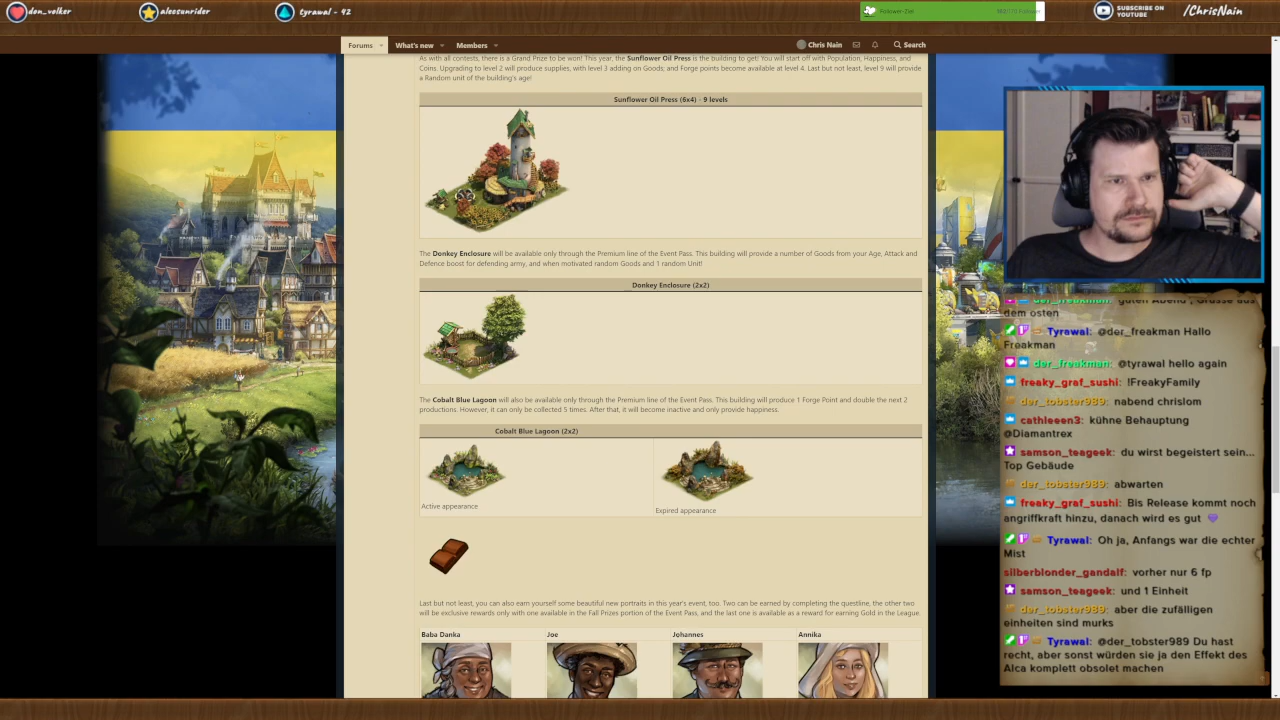 don_volker
aleesunrider
tyrawal - 42
Follower-Ziel
SUBSCRIBE ON
YOUTUBE
/ChrisNain
Forums
What's new
Members
Chris Nain
Search
As with all contests, there is a Grand Prize to be won! This year, the Sunflower Oil Press is the building to get! You will start off with Population, Happiness, and
Coins. Upgrading to level 2 will produce supplies, with level 3 adding on Goods; and Forge points become available at level 4. Last but not least, level 9 will provide
a Random unit of the building's age!
Sunflower Oil Press (6x4) - 9 levels
The Donkey Enclosure will be available only through the Premium line of the Event Pass. This building will provide a number of Goods from your Age, Attack and
Defence boost for defending army, and when motivated random Goods and 1 random Unit!
Donkey Enclosure (2x2)
The Cobalt Blue Lagoon will also be available only through the Premium line of the Event Pass. This building will produce 1 Forge Point and double the next 2
productions. However, it can only be collected 5 times. After that, it will become inactive and only provide happiness.
Cobalt Blue Lagoon (2x2)
Active appearance
Expired appearance
Last but not least, you can also earn yourself some beautiful new portraits in this year's event, too. Two can be earned by completing the questline, the other two
will be exclusive rewards only with one available in the Fall Prizes portion of the Event Pass, and the last one is available as a reward for earning Gold in the League.
Baba Danka
Joe
Johannes
Annika
der_freakman: guten Abend , Grüsse aus
dem osten
Tyrawal: @der_freakman Hallo
Freakman
der_freakman: @tyrawal hello again
freaky_graf_sushi: !FreakyFamily
der_tobster989: nabend chrislom
cathleeen3: kühne Behauptung
@Diamantrex
samson_teageek: du wirst begeistert sein...
Top Gebäude
der_tobster989: abwarten
freaky_graf_sushi: Bis Release kommt noch
angriffkraft hinzu, danach wird es gut
Tyrawal: Oh ja, Anfangs war die echter
Mist
silberblonder_gandalf: vorher nur 6 fp
samson_teageek: und 1 Einheit
der_tobster989: aber die zufälligen
einheiten sind murks
Tyrawal: @der_tobster989 Du hast
recht, aber sonst würden sie ja den Effekt des
Alca komplett obsolet machen